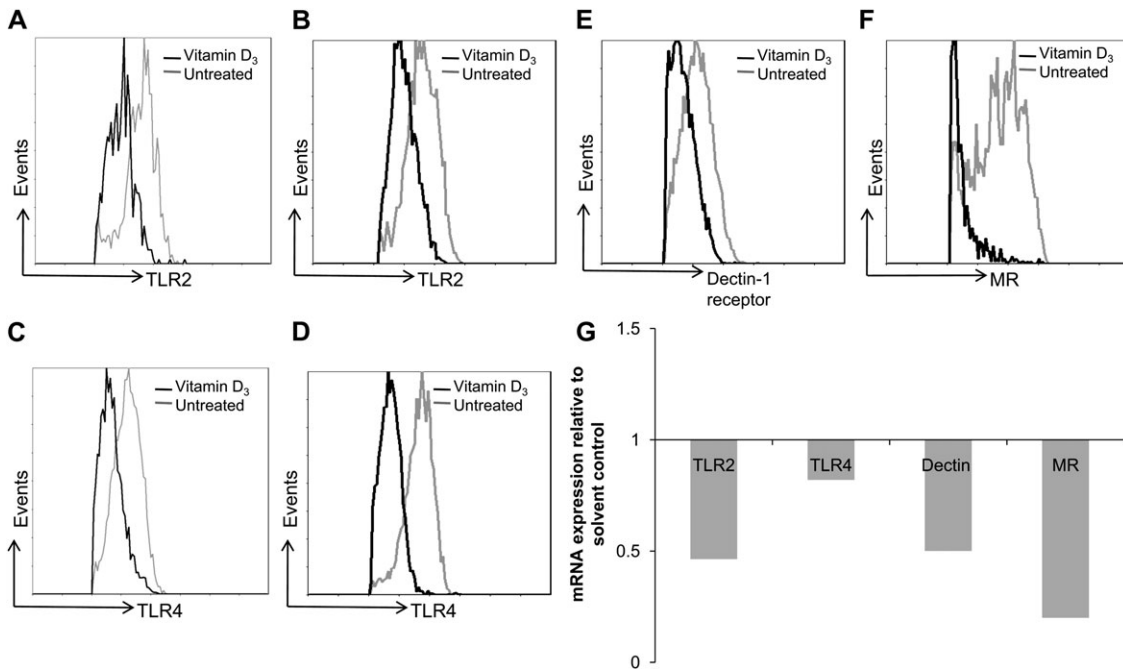 A
Vitamin D3
Untreated
Events
TLR2
B
Vitamin D3
Untreated
Events
TLR2
E
Vitamin D3
Untreated
Events
Dectin-1
receptor
F
Vitamin D3
Untreated
Events
MR
C
Vitamin D3
Untreated
Events
TLR4
D
Vitamin D3
Untreated
Events
TLR4
G
mRNA expression relative to
solvent control
1.5
1
0.5
0
TLR2
TLR4
Dectin
MR